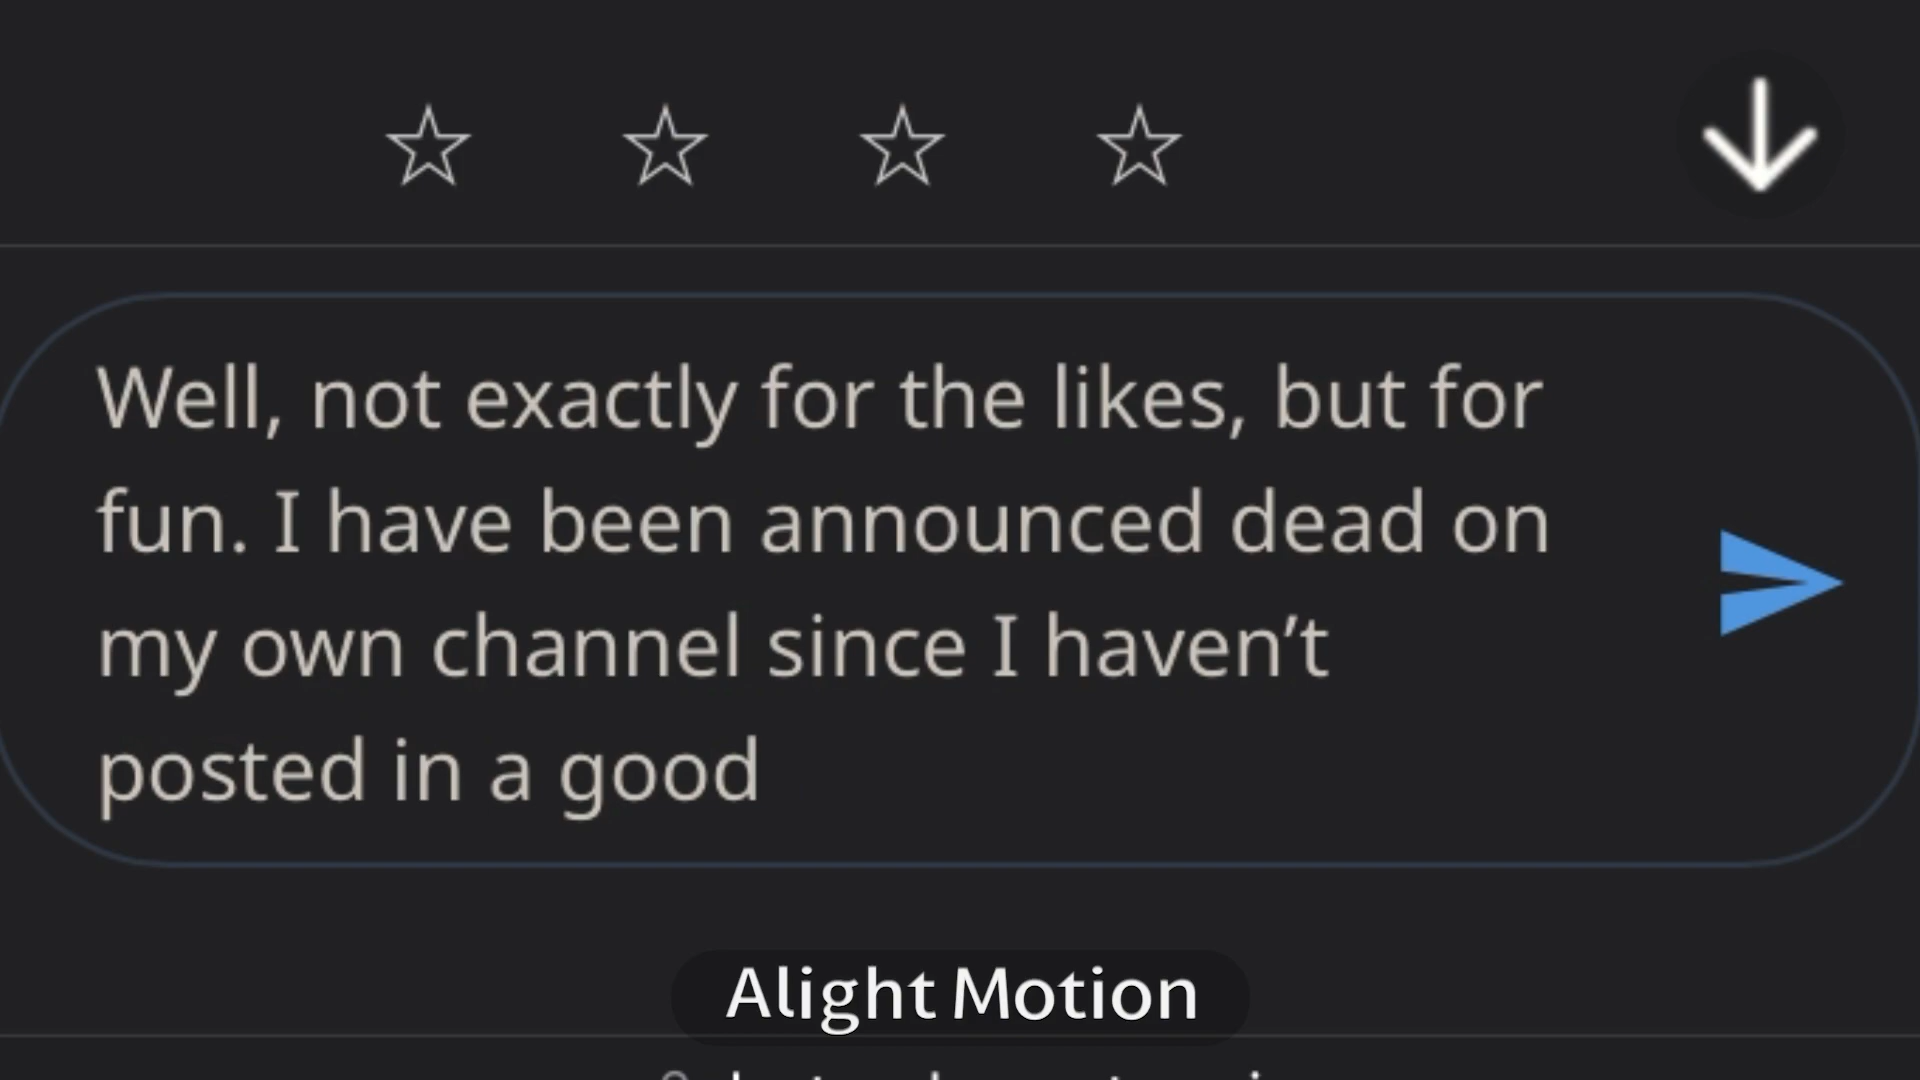 Well, not exactly for the likes, but for
fun. I have been announced dead on
my own channel since I haven’t
posted in a good
Alight Motion